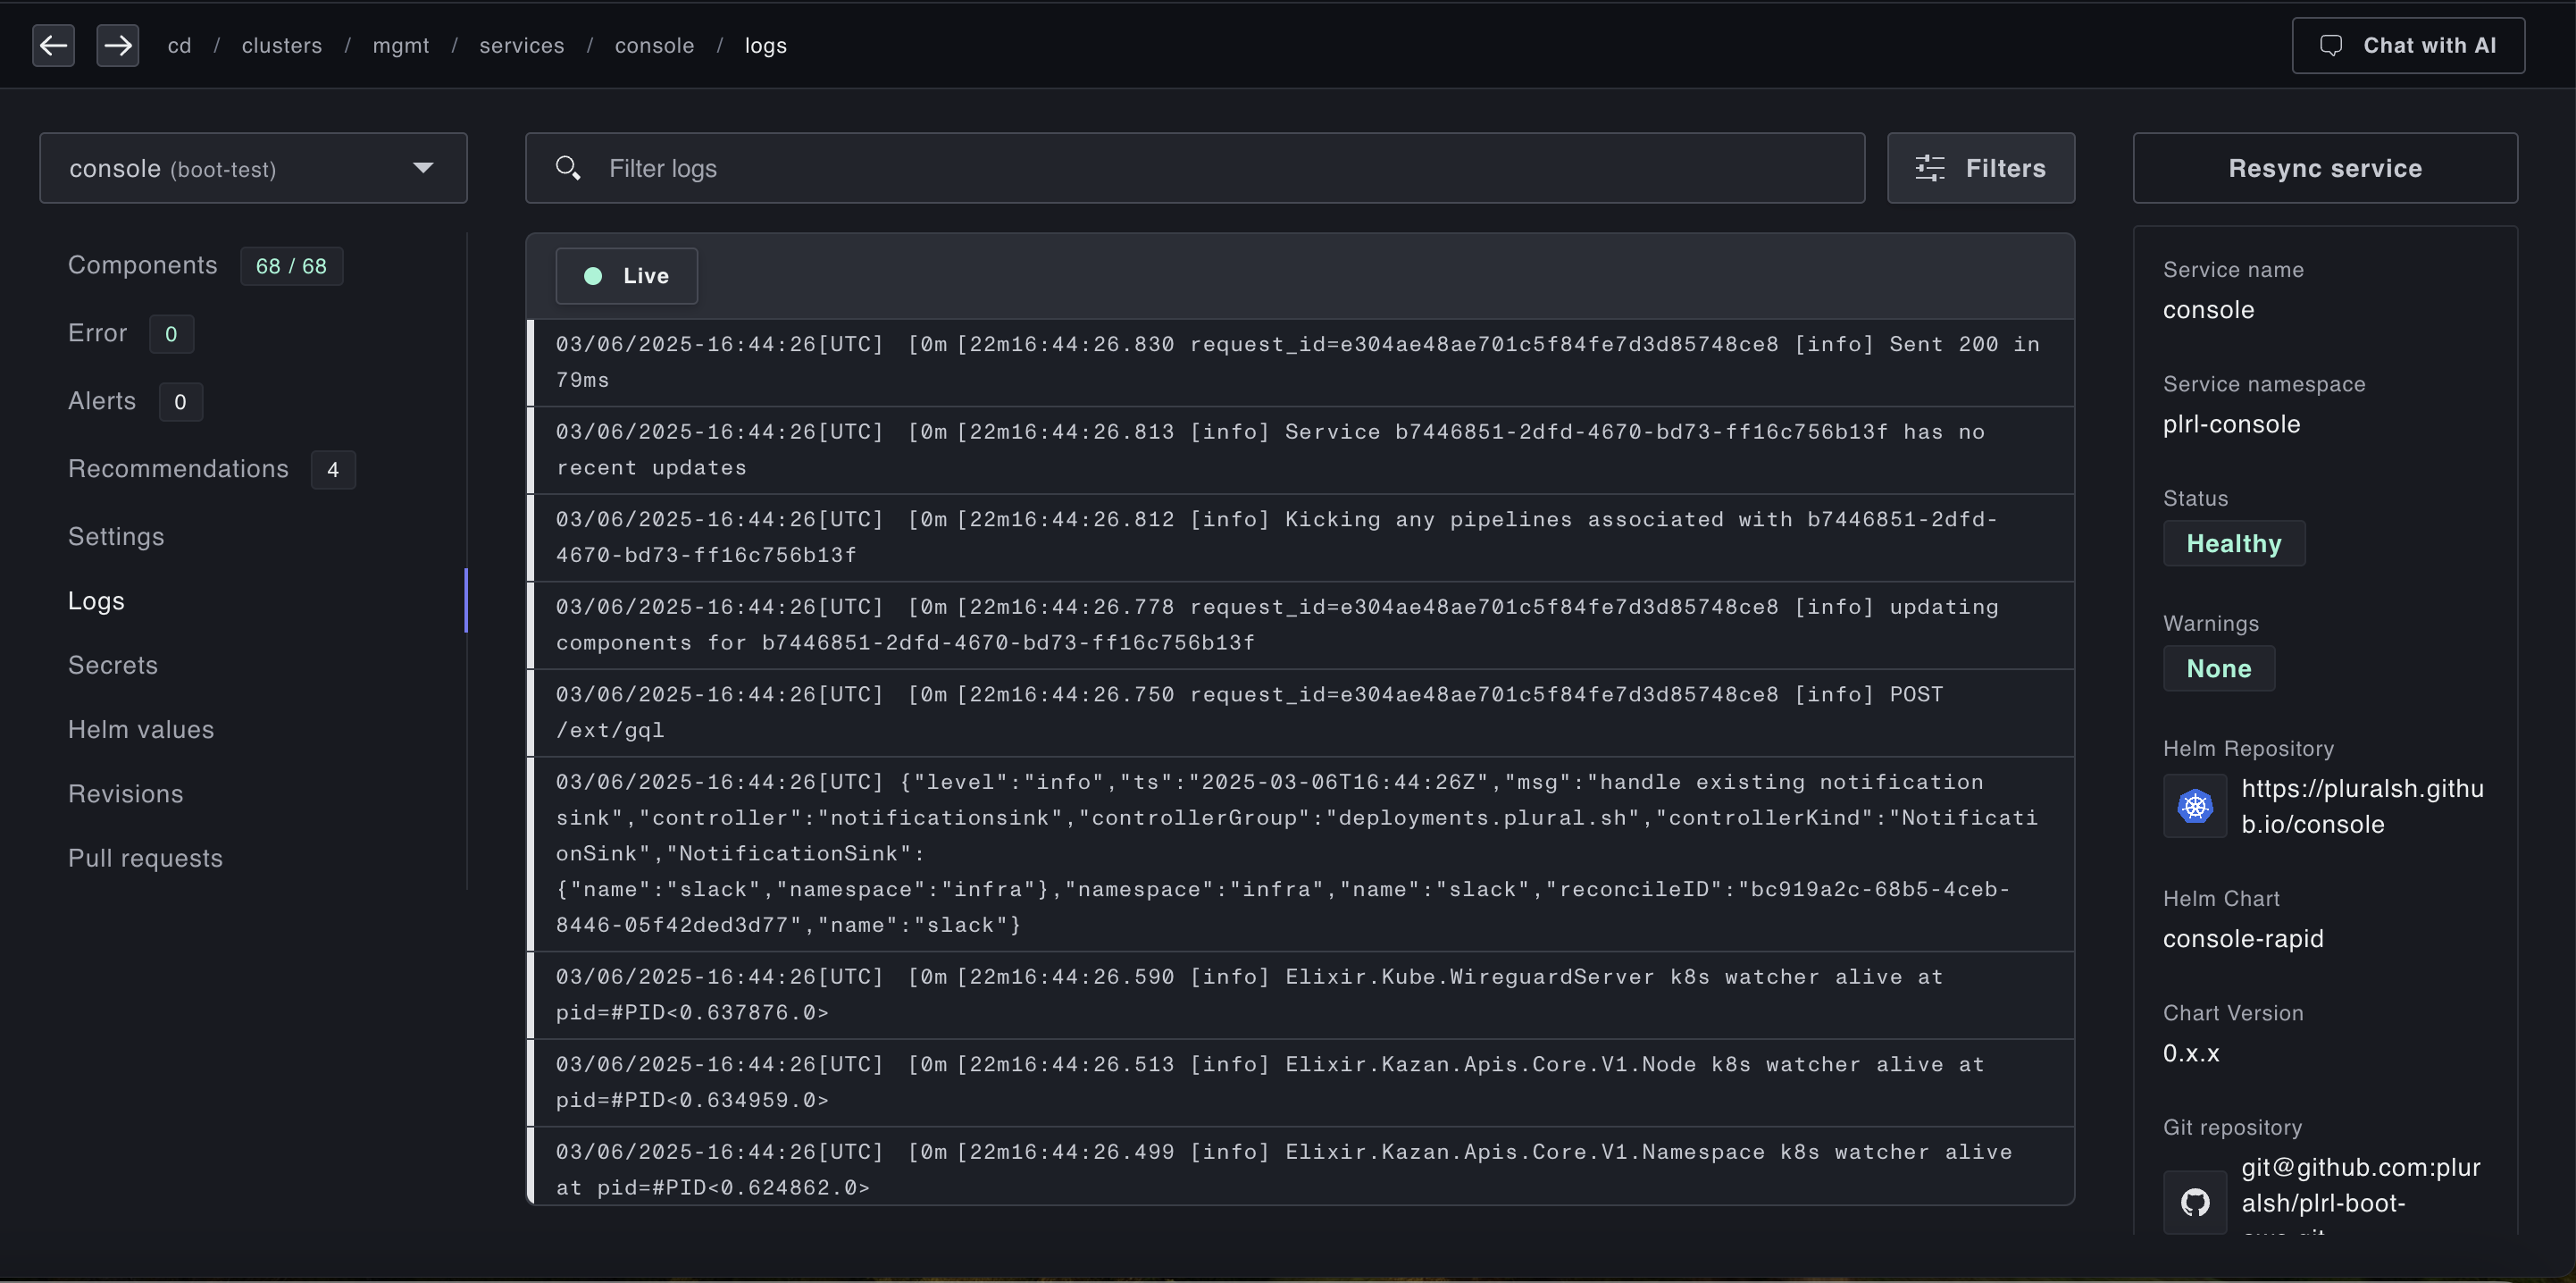 cd / clusters / mgmt / services / console / logs
Chat with AI
console (boot-test)
Components 68 / 68
Error 0
Alerts 0
Recommendations 4
Settings
Logs
Secrets
Helm values
Revisions
Pull requests
Filter logs
Filters
Live
03/06/2025-16:44:26[UTC] [0m [22m16:44:26.830 request_id=e304ae48ae701c5f84fe7d3d85748ce8 [info] Sent 200 in
79ms
03/06/2025-16:44:26[UTC] [0m [22m16:44:26.813 [info] Service b7446851-2dfd-4670-bd73-ff16c756b13f has no
recent updates
03/06/2025-16:44:26[UTC] [0m [22m16:44:26.812 [info] Kicking any pipelines associated with b7446851-2dfd-
4670-bd73-ff16c756b13f
03/06/2025-16:44:26[UTC] [0m [22m16:44:26.778 request_id=e304ae48ae701c5f84fe7d3d85748ce8 [info] updating
components for b7446851-2dfd-4670-bd73-ff16c756b13f
03/06/2025-16:44:26[UTC] [0m [22m16:44:26.750 request_id=e304ae48ae701c5f84fe7d3d85748ce8 [info] POST
/ext/gql
03/06/2025-16:44:26[UTC] {"level":"info","ts":"2025-03-06T16:44:26Z","msg":"handle existing notification
sink","controller":"notificationsink","controllerGroup":"deployments.plural.sh","controllerKind":"Notificati
onSink","NotificationSink":
{"name":"slack","namespace":"infra"},"namespace":"infra","name":"slack","reconcileID":"bc919a2c-68b5-4ceb-
8446-05f42ded3d77","name":"slack"}
03/06/2025-16:44:26[UTC] [0m [22m16:44:26.590 [info] Elixir.Kube.WireguardServer k8s watcher alive at
pid=#PID<0.637876.0>
03/06/2025-16:44:26[UTC] [0m [22m16:44:26.513 [info] Elixir.Kazan.Apis.Core.V1.Node k8s watcher alive at
pid=#PID<0.634959.0>
03/06/2025-16:44:26[UTC] [0m [22m16:44:26.499 [info] Elixir.Kazan.Apis.Core.V1.Namespace k8s watcher alive
at pid=#PID<0.624862.0>
Resync service
Service name
console
Service namespace
plrl-console
Status
Healthy
Warnings
None
Helm Repository
https://pluralsh.githu
b.io/console
Helm Chart
console-rapid
Chart Version
0.x.x
Git repository
git@github.com:plur
alsh/plrl-boot-